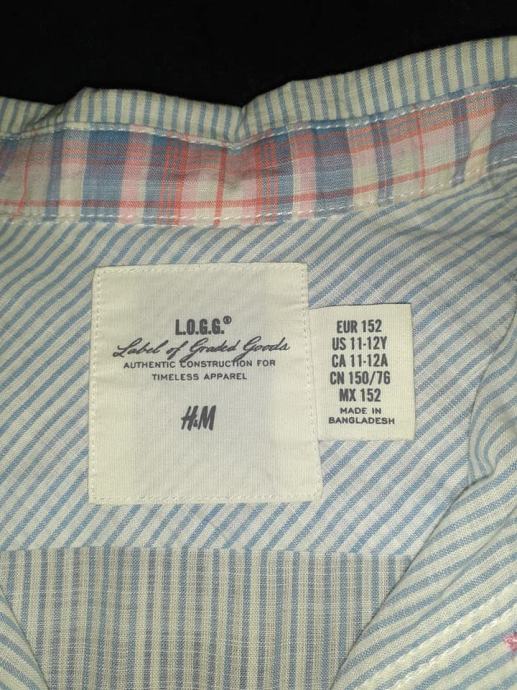 L.O.G.G.®
Label of Graded Goods
AUTHENTIC CONSTRUCTION FOR
TIMELESS APPAREL
H&M
EUR 152
US 11-12Y
CA 11-12A
CN 150/76
MX 152
MADE IN
BANGLADESH